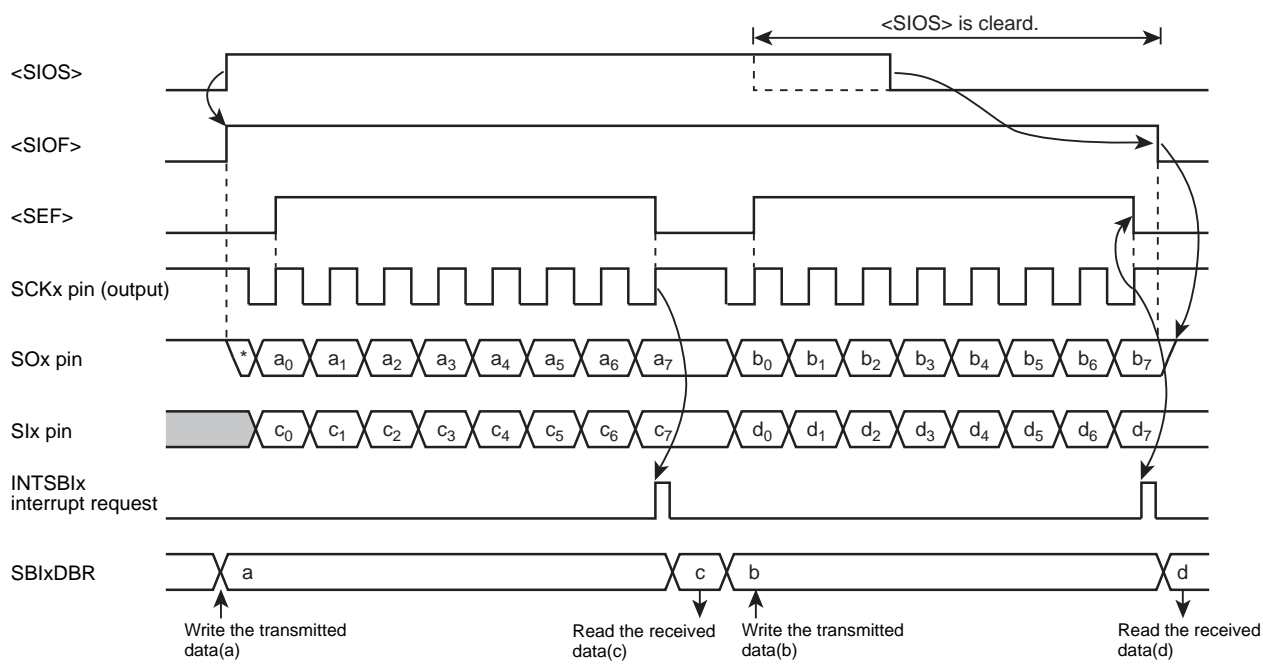 <SIOS> is cleard.
<SIOS>
<SIOF>
<SEF>
SCKx pin (output)
SOx pin
* a0 a1 a2 a3 a4 a5 a6 a7 b0 b1 b2 b3 b4 b5 b6 b7
SIx pin
c0 c1 c2 c3 c4 c5 c6 c7 d0 d1 d2 d3 d4 d5 d6 d7
INTSBIx
interrupt request
SBIxDBR
a c b d
Write the transmitted
data(a)
Read the received
data(c)
Write the transmitted
data(b)
Read the received
data(d)